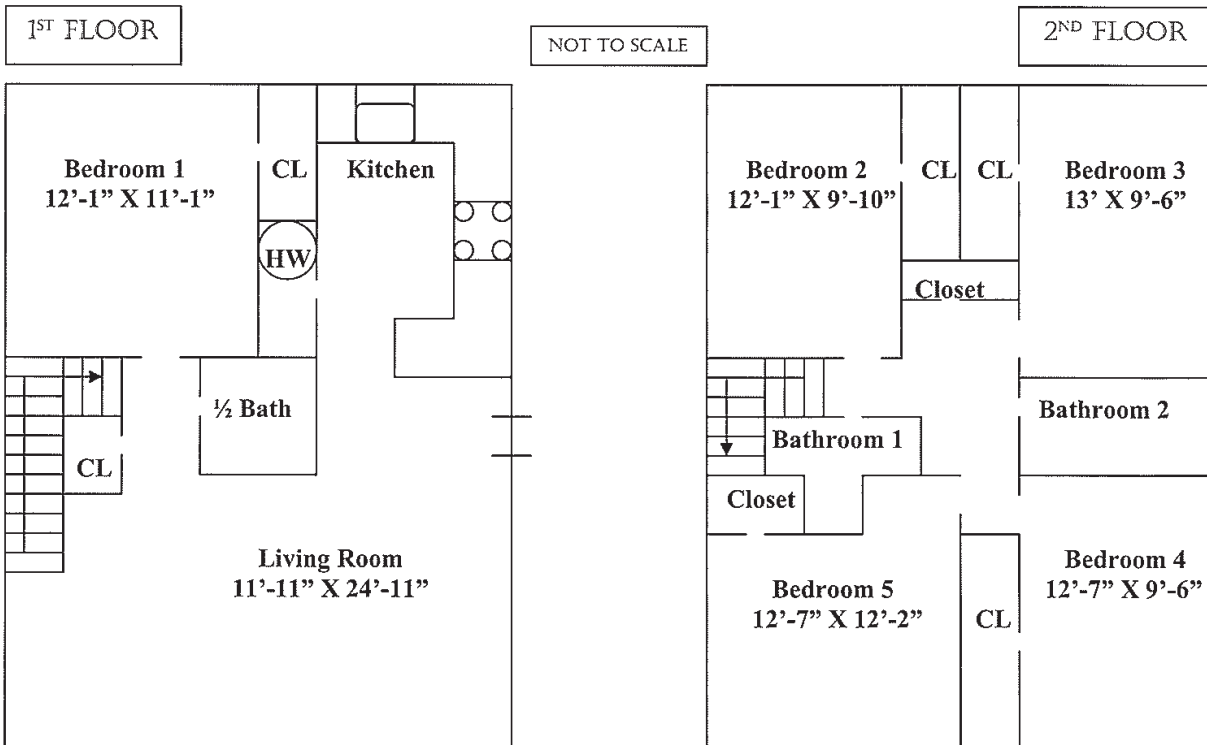 1ST FLOOR
NOT TO SCALE
2ND FLOOR
Bedroom 1
12’-1” X 11’-1”
CL
Kitchen
HW
½ Bath
CL
Living Room
11’-11” X 24’-11”
Bedroom 2
12’-1” X 9’-10”
CL
CL
Bedroom 3
13’ X 9’-6”
Closet
Bathroom 1
Bathroom 2
Closet
Bedroom 5
12’-7” X 12’-2”
CL
Bedroom 4
12’-7” X 9’-6”